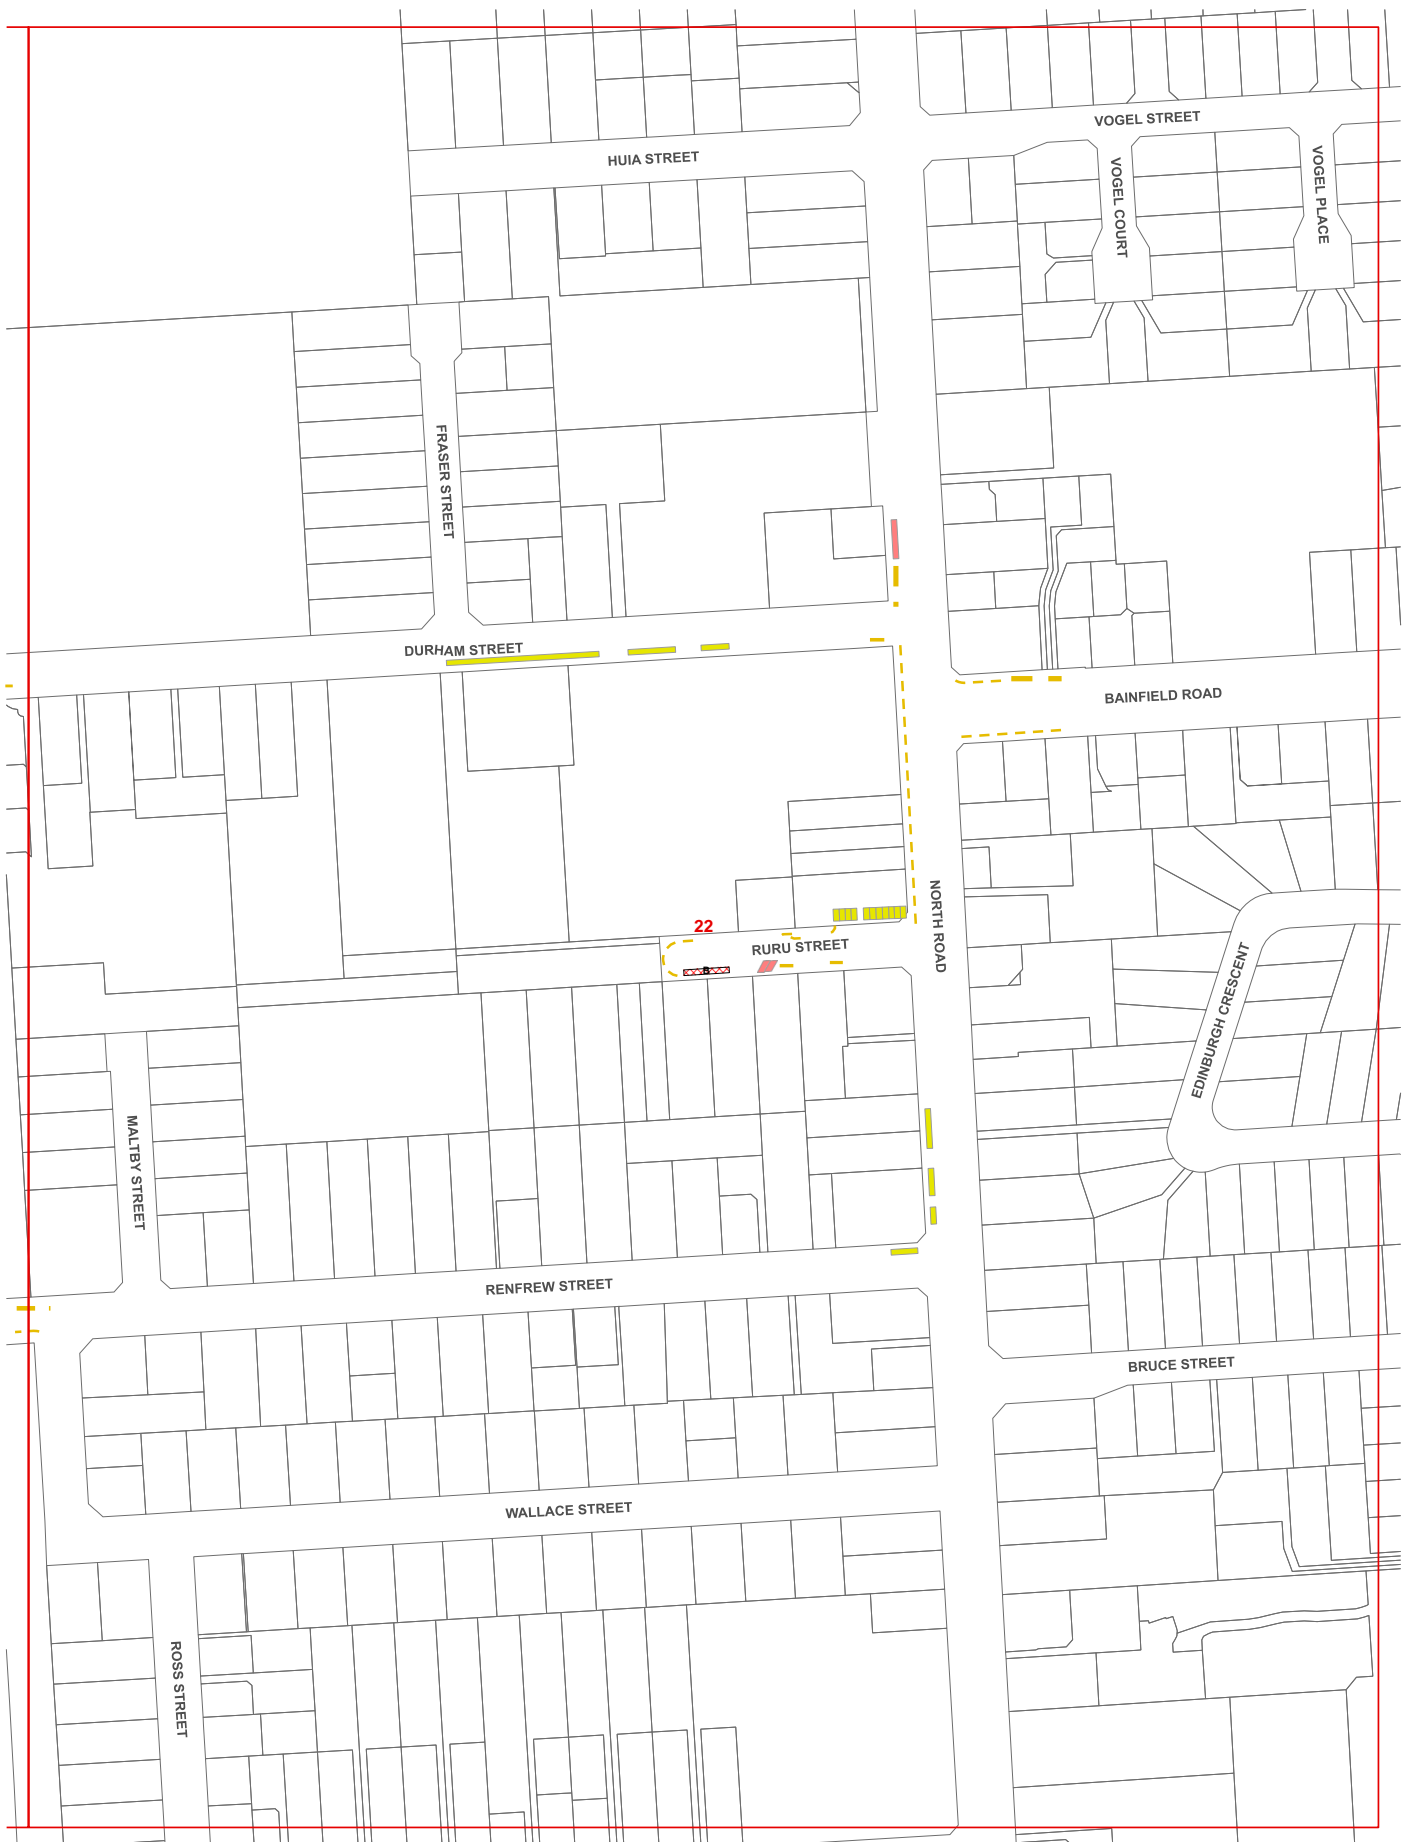 VOGEL STREET
HUIA STREET
VOGEL COURT
VOGEL PLACE
FRASER STREET
DURHAM STREET
BAINFIELD ROAD
NORTH ROAD
22
RURU STREET
B
EDINBURGH CRESCENT
MALTBY STREET
RENFREW STREET
BRUCE STREET
WALLACE STREET
ROSS STREET